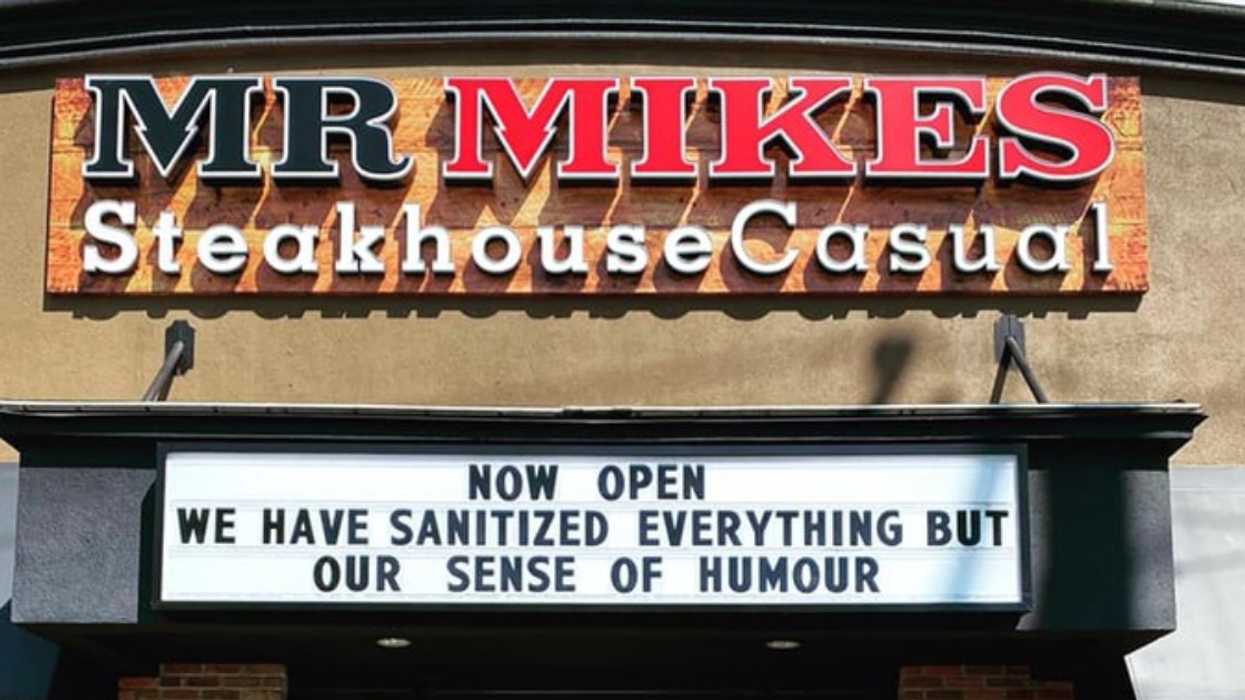 MR MIKES
SteakhouseCasual
NOW OPEN
WE HAVE SANITIZED EVERYTHING BUT
OUR SENSE OF HUMOUR